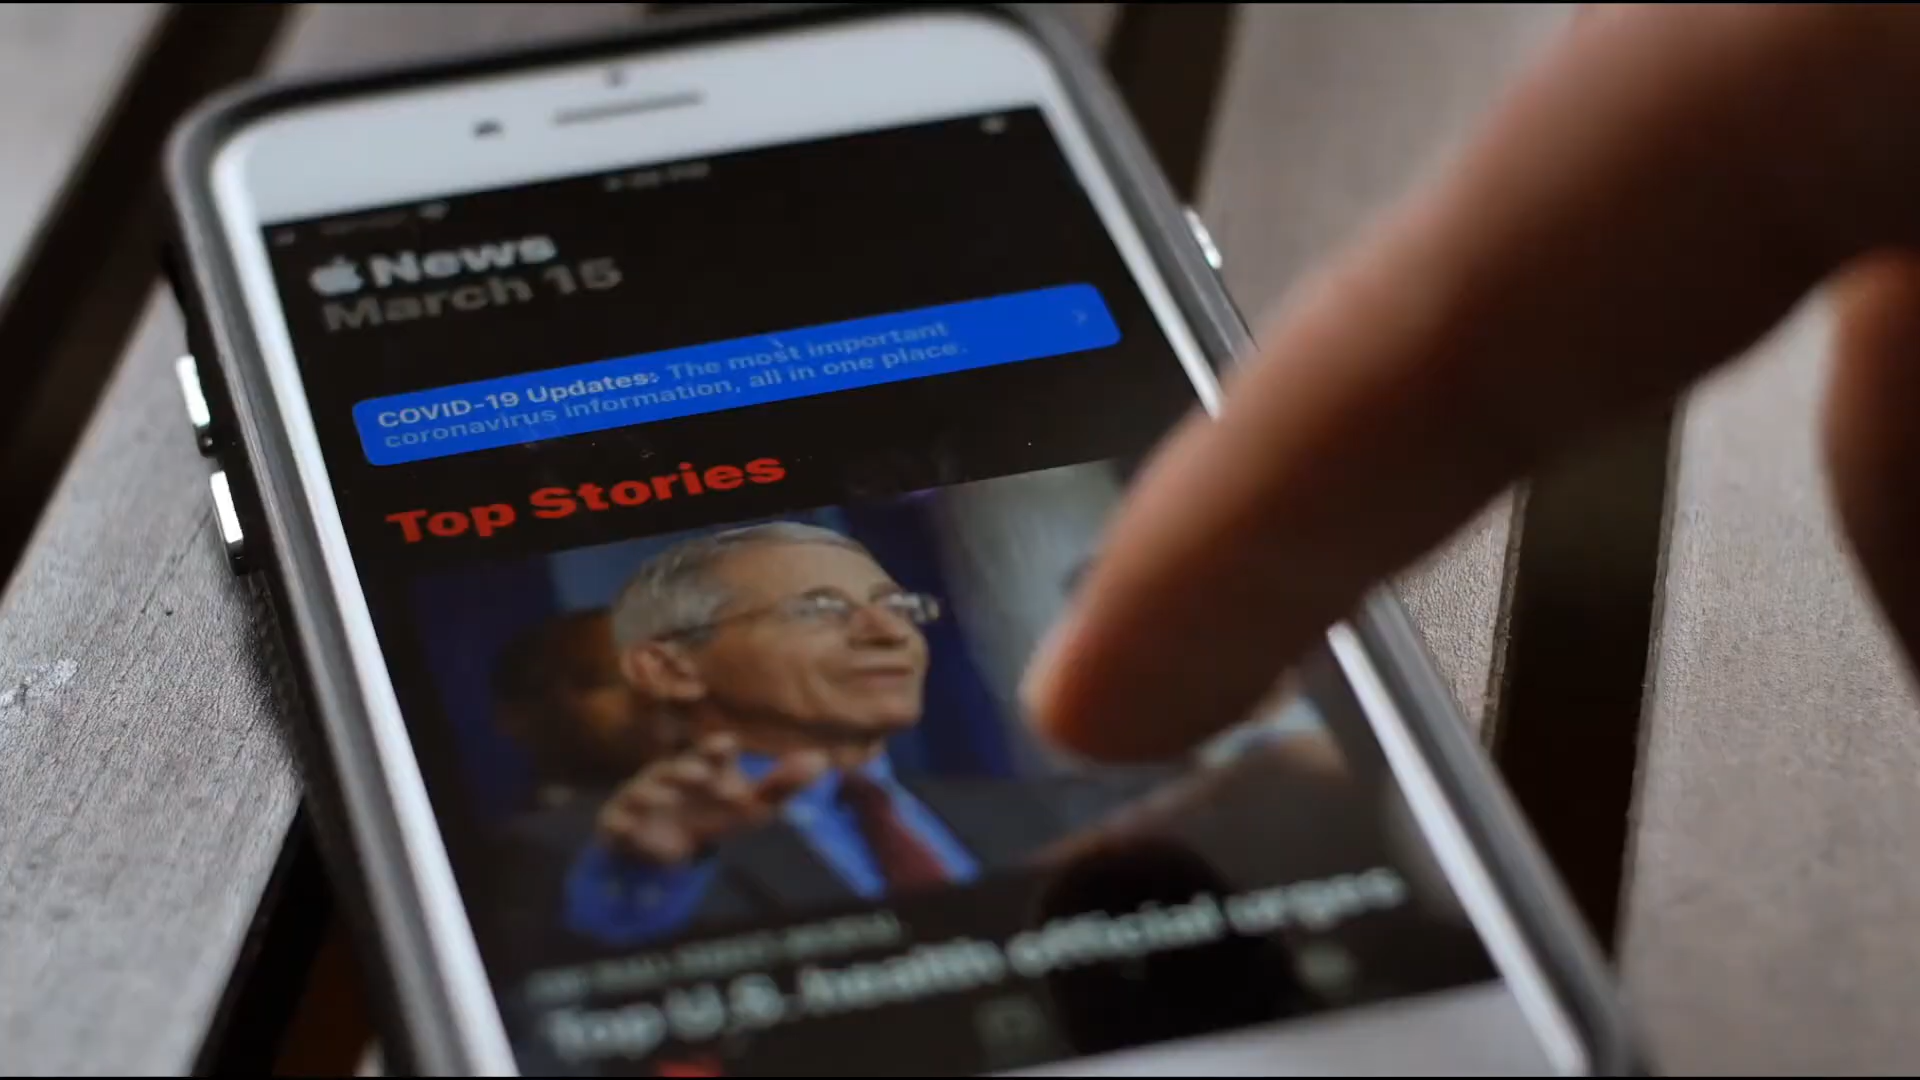 News
March 15
COVID-19 Updates: The most important
coronavirus information, all in one place.
Top Stories
Top U.S. health official urges